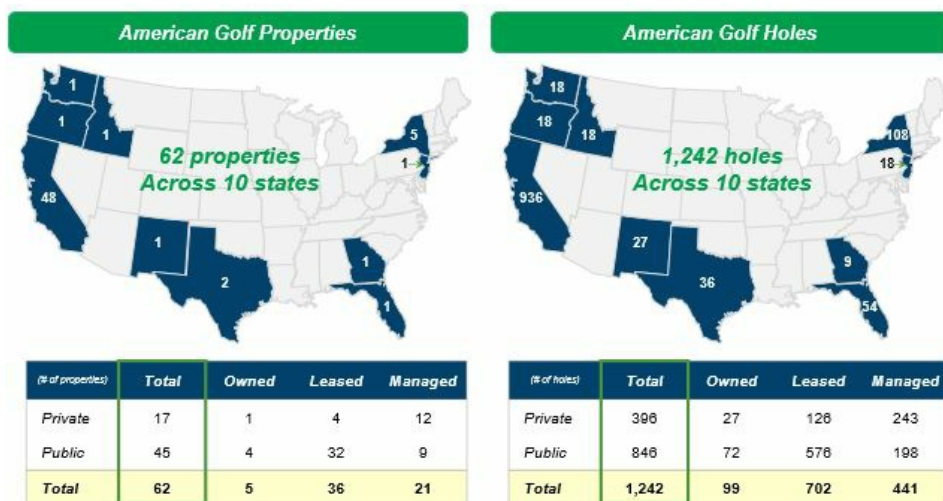 American Golf Properties
1
1
1
5
62 properties
1
Across 10 states
48
1
1
2
1
(# of properties) Total Owned Leased Managed
Private 17 1 4 12
Public 45 4 32 9
Total 62 5 36 21
American Golf Holes
18
18
18
108
1,242 holes
18
Across 10 states
936
27
9
36
54
(# of holes) Total Owned Leased Managed
Private 396 27 126 243
Public 846 72 576 198
Total 1,242 99 702 441